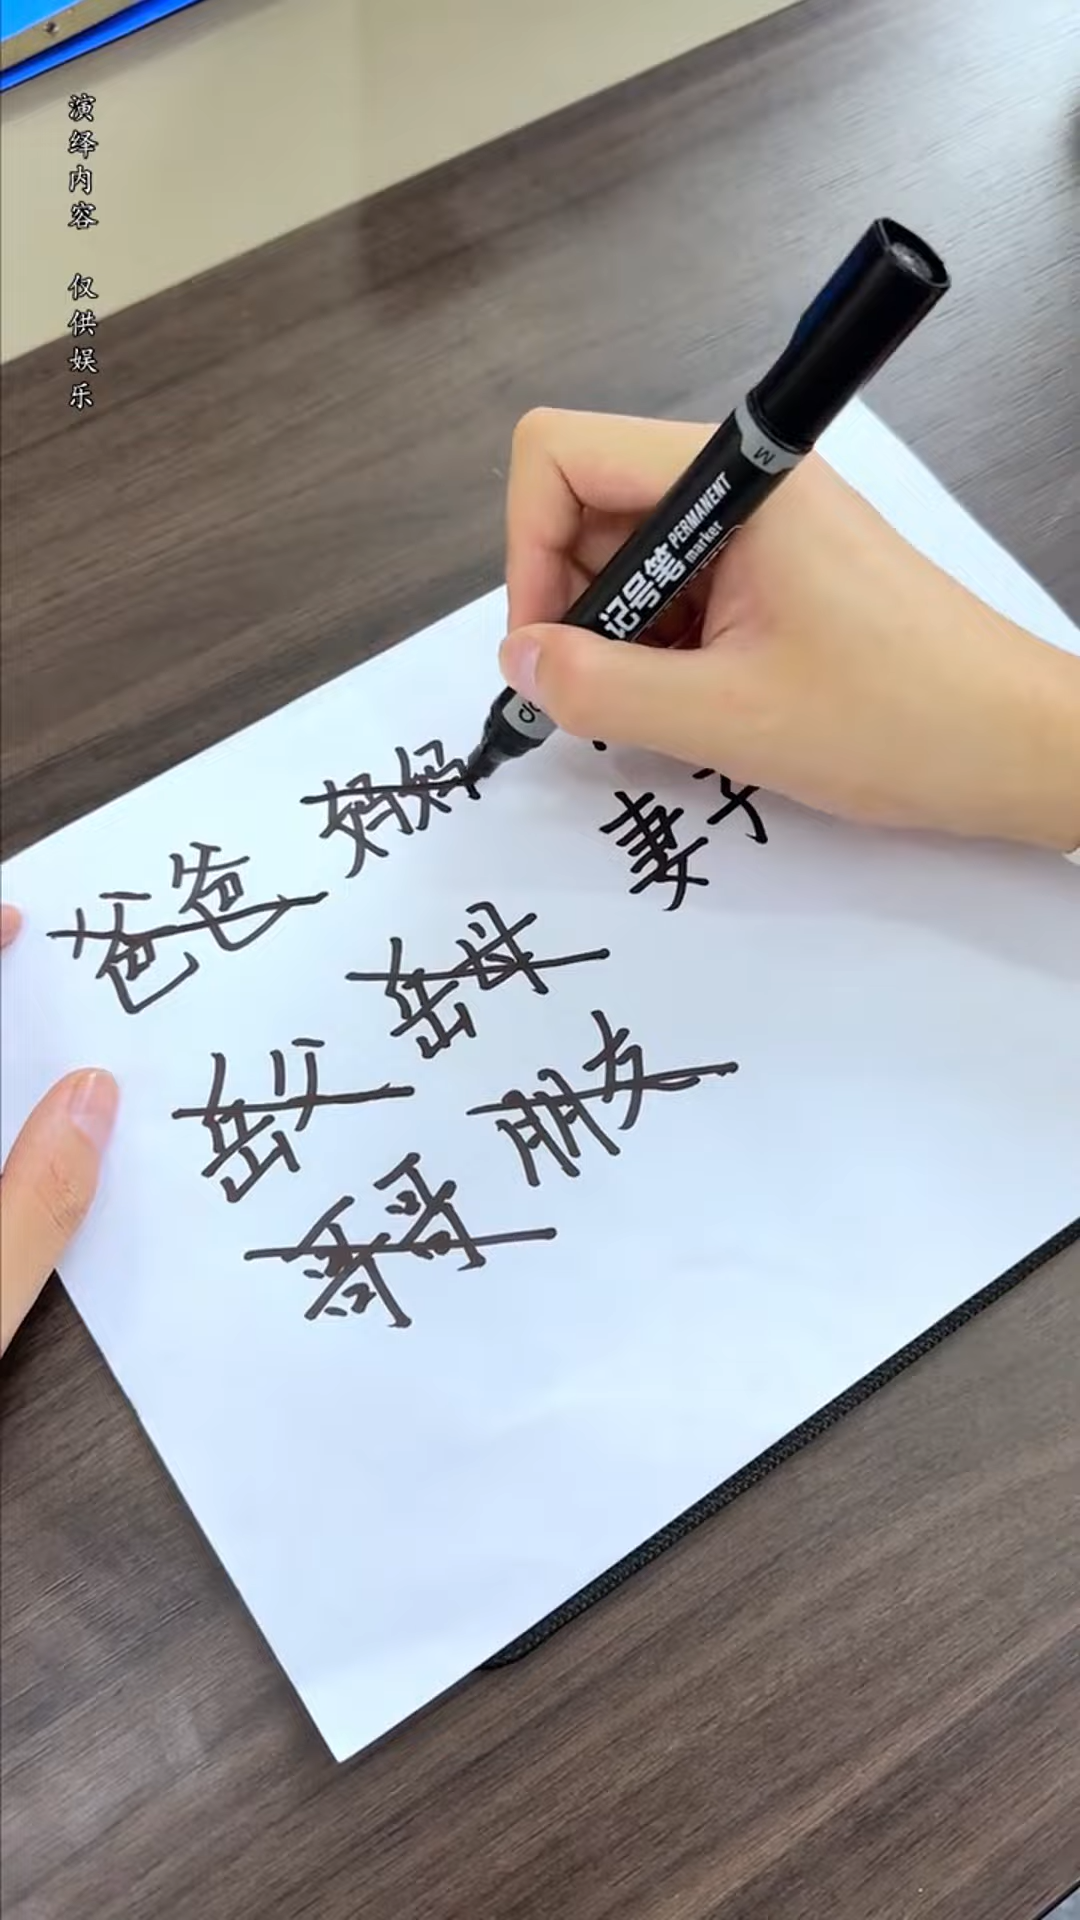 演绎内容 仅供娱乐
M
记号笔 PERMANENT
marker
妈妈
妻子
爸爸
岳母
岳父
朋友
哥哥